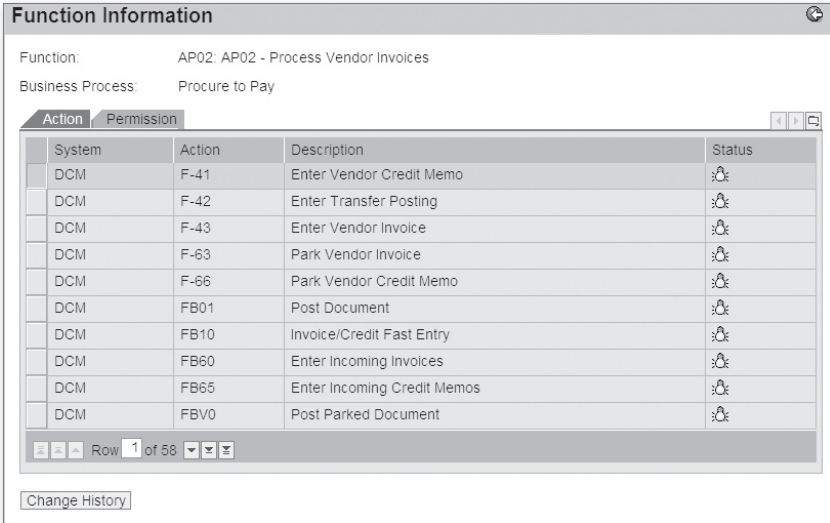 Function Information
Function: AP02: AP02 - Process Vendor Invoices
Business Process: Procure to Pay
Action Permission
System Action Description Status
DCM F-41 Enter Vendor Credit Memo
DCM F-42 Enter Transfer Posting
DCM F-43 Enter Vendor Invoice
DCM F-63 Park Vendor Invoice
DCM F-66 Park Vendor Credit Memo
DCM FB01 Post Document
DCM FB10 Invoice/Credit Fast Entry
DCM FB60 Enter Incoming Invoices
DCM FB65 Enter Incoming Credit Memos
DCM FBV0 Post Parked Document
Row 1 of 58
Change History